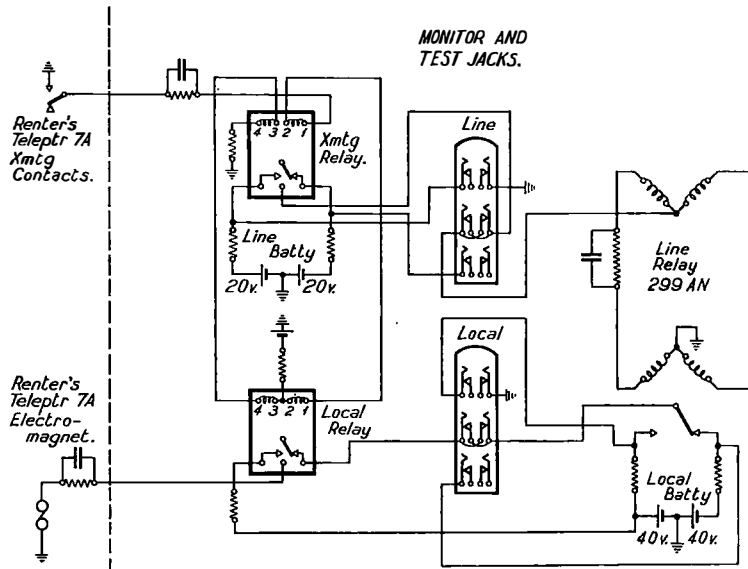 MONITOR AND
TEST JACKS.
Renter's
Teleptr 7A
Xmtg
Contacts.
4 3 2 1
Xmtg
Relay.
Line
Line
Batty
20v. 20v.
Line
Relay
299 AN
Local
Renter's
Teleptr 7A
Electro-
magnet.
4 3 2 1
Local
Relay
Local
Batty
40v. 40v.